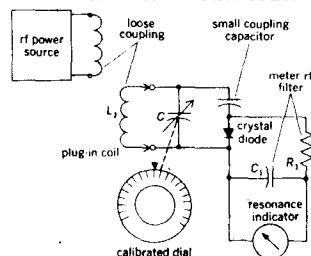 rf power
source
loose
coupling
small coupling
capacitor
meter rf
filter
L₂
C
crystal
diode
plug-in coil
C₁
R₁
resonance
indicator
calibrated dial